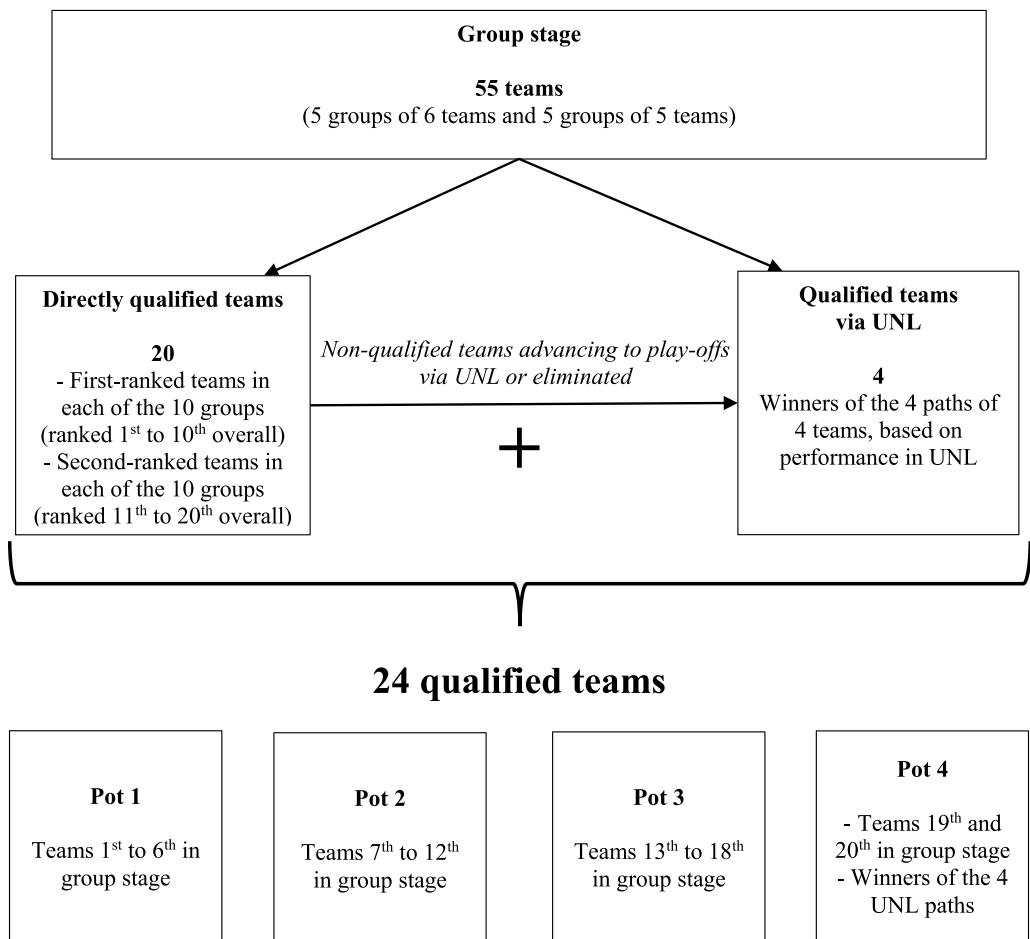 Group stage
55 teams
(5 groups of 6 teams and 5 groups of 5 teams)
Directly qualified teams
20
- First-ranked teams in
each of the 10 groups
(ranked 1st to 10th overall)
- Second-ranked teams in
each of the 10 groups
(ranked 11th to 20th overall)
Non-qualified teams advancing to play-offs
via UNL or eliminated
+
Qualified teams
via UNL
4
Winners of the 4 paths of
4 teams, based on
performance in UNL
24 qualified teams
Pot 1
Teams 1st to 6th in
group stage
Pot 2
Teams 7th to 12th
in group stage
Pot 3
Teams 13th to 18th
in group stage
Pot 4
- Teams 19th and
20th in group stage
- Winners of the 4
UNL paths